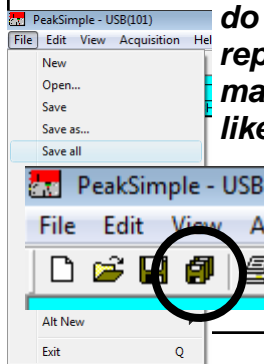 PeakSimple - USB(101)
do
File Edit View Acquisition Hel
rep
New
Open...
ma
Save
like
Save as...
Save all
PeakSimple - USB
File Edit View A
Alt New
Exit Q